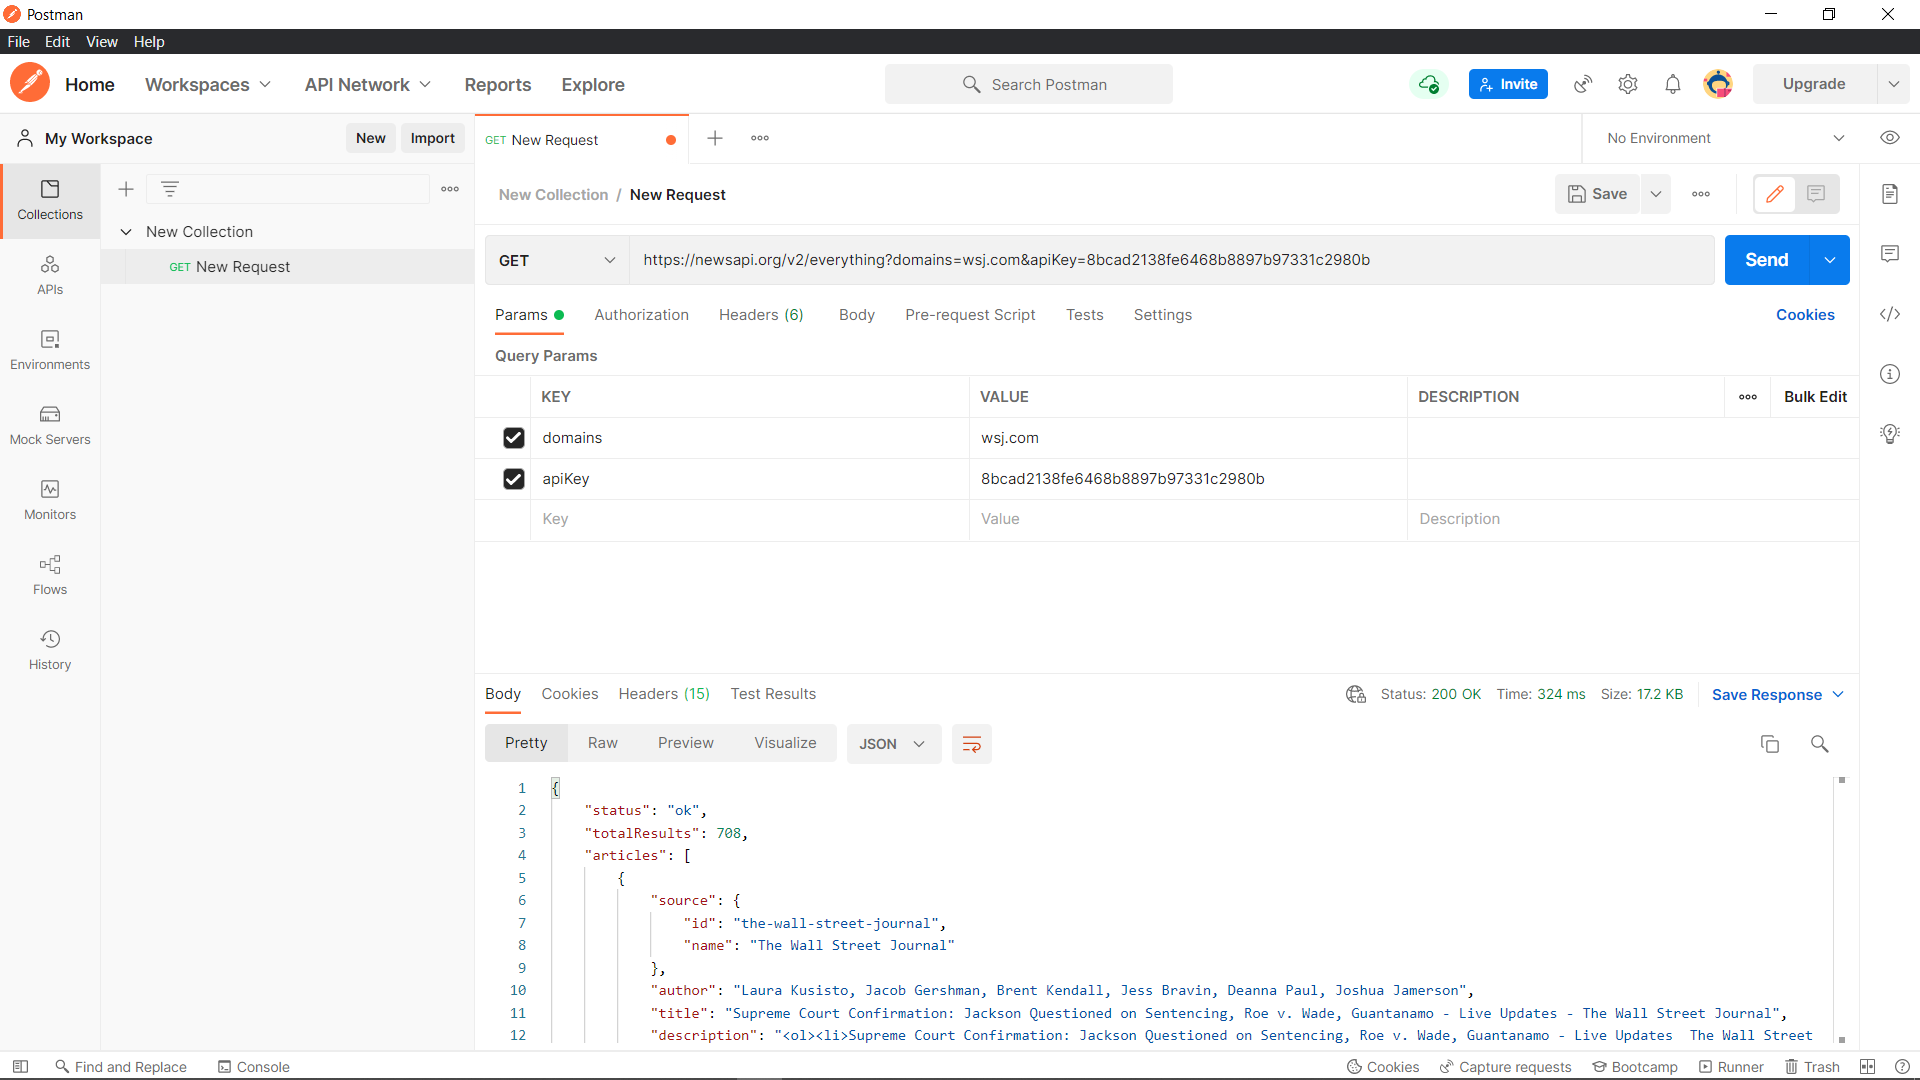 Postman
File Edit View Help
Home Workspaces API Network Reports Explore Search Postman Invite Upgrade
My Workspace New Import GET New Request No Environment
New Collection / New Request Save
Collections
New Collection
GET New Request
APIs
Environments
Mock Servers
Monitors
Flows
History
GET https://newsapi.org/v2/everything?domains=wsj.com&apiKey=8bcad2138fe6468b8897b97331c2980b Send
Params Authorization Headers (6) Body Pre-request Script Tests Settings Cookies
Query Params
KEY VALUE DESCRIPTION Bulk Edit
domains wsj.com
apiKey 8bcad2138fe6468b8897b97331c2980b
Key Value Description
Body Cookies Headers (15) Test Results Status: 200 OK Time: 324 ms Size: 17.2 KB Save Response
Pretty Raw Preview Visualize JSON
1 {
2 "status": "ok",
3 "totalResults": 708,
4 "articles": [
5 {
6 "source": {
7 "id": "the-wall-street-journal",
8 "name": "The Wall Street Journal"
9 },
10 "author": "Laura Kusisto, Jacob Gershman, Brent Kendall, Jess Bravin, Deanna Paul, Joshua Jamerson",
11 "title": "Supreme Court Confirmation: Jackson Questioned on Sentencing, Roe v. Wade, Guantanamo - Live Updates - The Wall Street Journal",
12 "description": "<ol><li>Supreme Court Confirmation: Jackson Questioned on Sentencing, Roe v. Wade, Guantanamo - Live Updates  The Wall Street
Find and Replace Console Cookies Capture requests Bootcamp Runner Trash